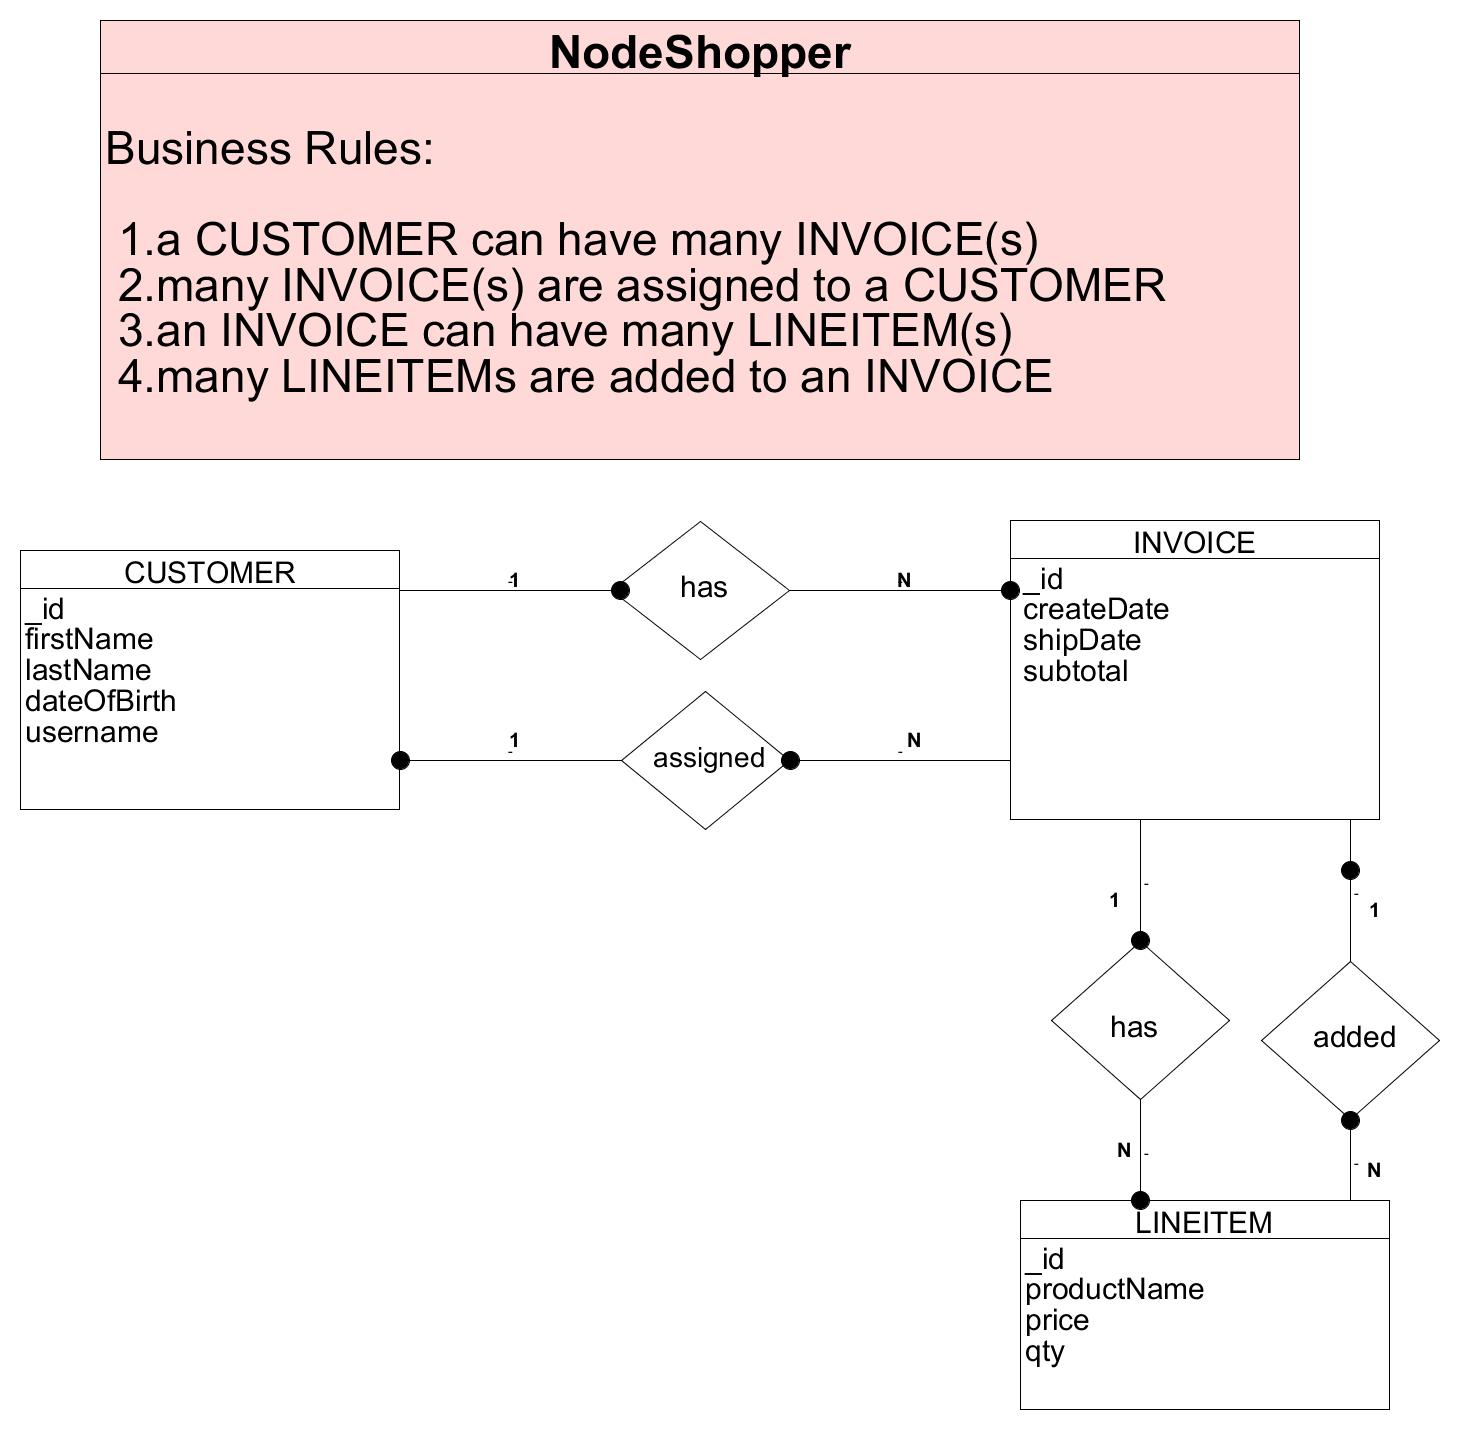 NodeShopper
Business Rules:
1.a CUSTOMER can have many INVOICE(s)
2.many INVOICE(s) are assigned to a CUSTOMER
3.an INVOICE can have many LINEITEM(s)
4.many LINEITEMs are added to an INVOICE
CUSTOMER
_id
firstName
lastName
dateOfBirth
username
1
has
N
1
assigned
N
INVOICE
_id
createDate
shipDate
subtotal
1
has
N
1
added
N
LINEITEM
_id
productName
price
qty